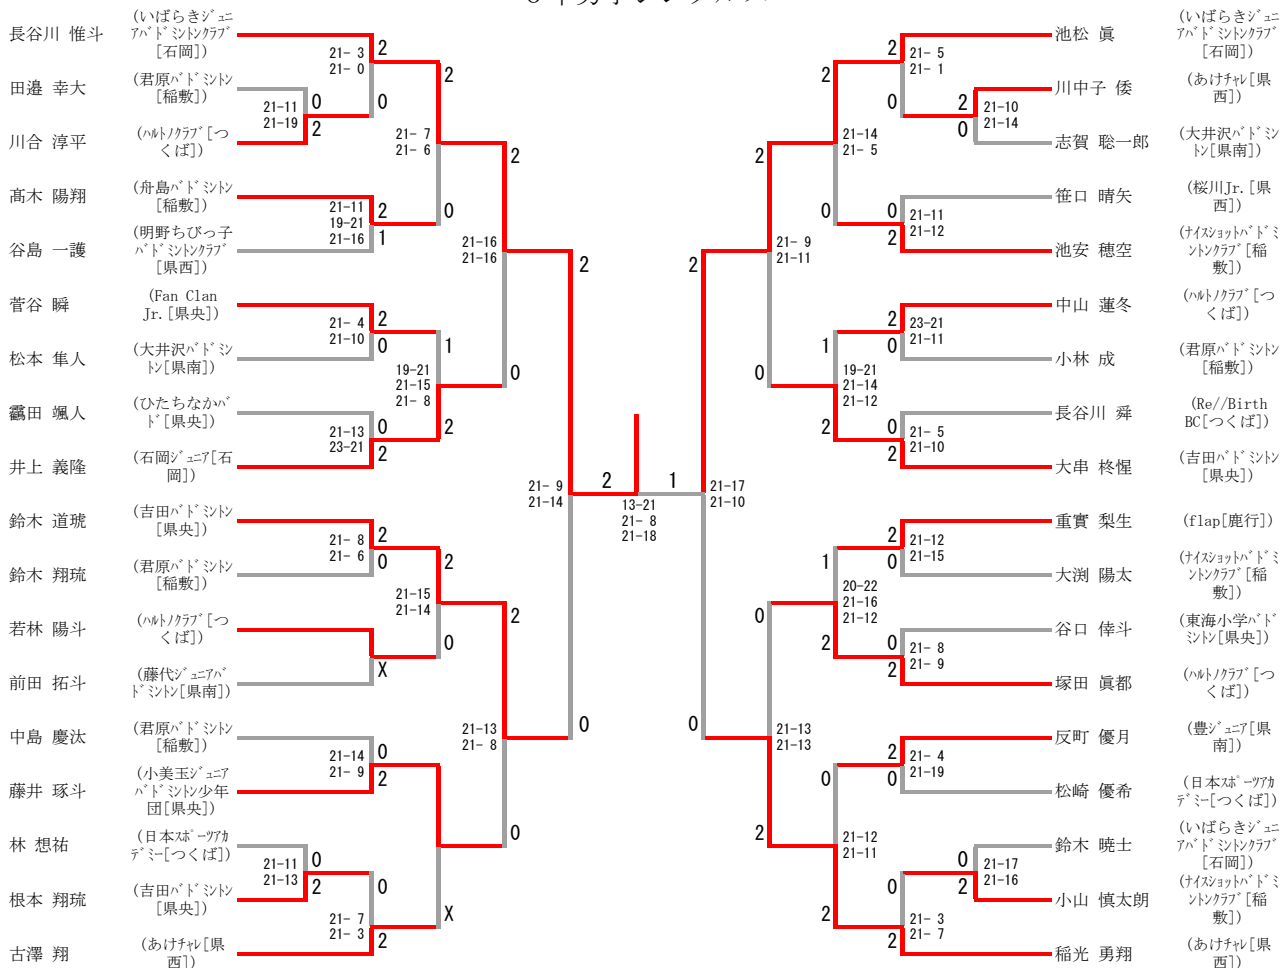 長谷川 惟斗
(いばらきジュニ
アバドミントンクラブ
[石岡])
田邉 幸大
(君原バドミントン
[稲敷])
川合 淳平
(ハルトノクラブ[つ
くば])
髙木 陽翔
(舟島バドミントン
[稲敷])
谷島 一護
(明野ちびっ子
バドミントンクラブ
[県西])
菅谷 瞬
(Fan Clan
Jr.[県央])
松本 隼人
(大井沢バドミン
トン[県南])
靏田 颯人
(ひたちなかバ
ド[県央])
井上 義隆
(石岡ジュニア[石
岡])
鈴木 道琥
(吉田バドミントン
[県央])
鈴木 翔琉
(君原バドミントン
[稲敷])
若林 陽斗
(ハルトノクラブ[つ
くば])
前田 拓斗
(藤代ジュニアバ
ドミントン[県南])
中島 慶汰
(君原バドミントン
[稲敷])
藤井 琢斗
(小美玉ジュニア
バドミントン少年
団[県央])
林 想祐
(日本スポーツアカ
デミー[つくば])
根本 翔琉
(吉田バドミントン
[県央])
古澤 翔
(あけチャレ[県
西])
21- 3
21- 0
2
0
21-11
21-19
0
2
21- 7
21- 6
2
0
21-11
19-21
21-16
2
1
21-16
21-16
2
0
21- 4
21-10
2
0
19-21
21-15
21- 8
1
2
21-13
23-21
0
2
21- 9
21-14
2
0
21- 8
21- 6
2
0
21-15
21-14
2
0
X
21-13
21- 8
2
0
21-14
21- 9
0
2
X
21-11
21-13
0
2
21- 7
21- 3
0
2
2
1
13-21
21- 8
21-18
池松 眞
(いばらきジュニ
アバドミントンクラブ
[石岡])
川中子 倭
(あけチャレ[県
西])
志賀 聡一郎
(大井沢バドミン
トン[県南])
笹口 晴矢
(桜川Jr.[県
西])
池安 穂空
(ナイスショットバドミ
ントンクラブ[稲
敷])
中山 蓮冬
(ハルトノクラブ[つ
くば])
小林 成
(君原バドミントン
[稲敷])
長谷川 舜
(Re//Birth
BC[つくば])
大串 柊惺
(吉田バドミントン
[県央])
重實 梨生
(flap[鹿行])
大渕 陽太
(ナイスショットバドミ
ントンクラブ[稲
敷])
谷口 倖斗
(東海小学バド
ミントン[県央])
塚田 眞都
(ハルトノクラブ[つ
くば])
反町 優月
(豊ジュニア[県
南])
松崎 優希
(日本スポーツアカ
デミー[つくば])
鈴木 暁士
(いばらきジュニ
アバドミントンクラブ
[石岡])
小山 慎太朗
(ナイスショットバドミ
ントンクラブ[稲
敷])
稲光 勇翔
(あけチャレ[県
西])
2
0
21- 5
21- 1
2
0
21-10
21-14
2
0
21-14
21- 5
0
2
21-11
21-12
2
0
21- 9
21-11
2
0
23-21
21-11
1
2
19-21
21-14
21-12
0
2
21- 5
21-10
2
0
21-17
21-10
2
0
21-12
21-15
1
2
20-22
21-16
21-12
0
2
21- 8
21- 9
0
2
21-13
21-13
2
0
21- 4
21-19
0
2
21-12
21-11
0
2
21-17
21-16
0
2
21- 3
21- 7